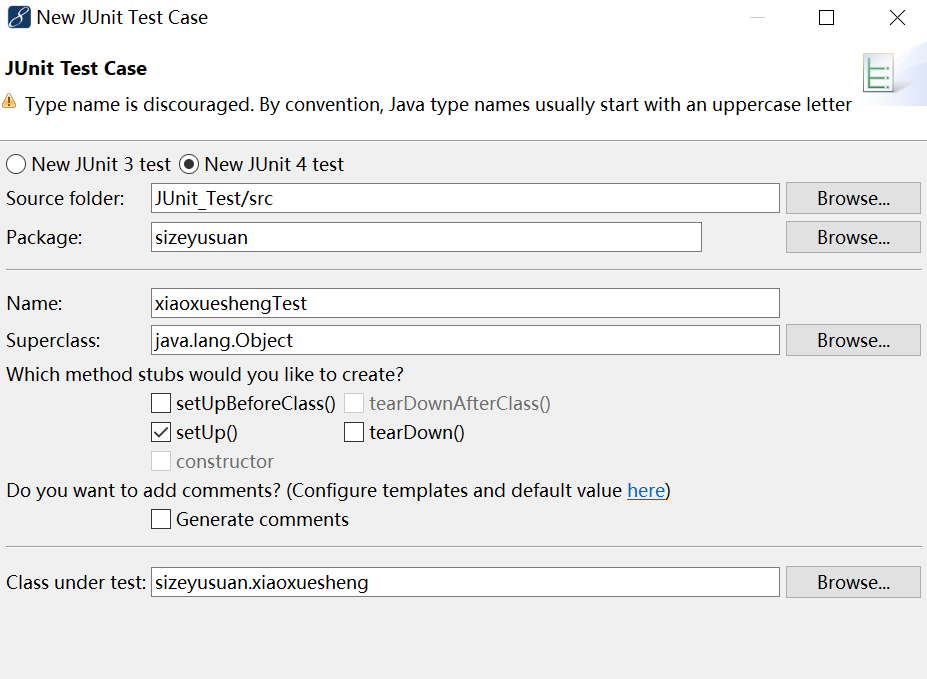 New JUnit Test Case
JUnit Test Case
Type name is discouraged. By convention, Java type names usually start with an uppercase letter
New JUnit 3 test New JUnit 4 test
Source folder: JUnit_Test/src Browse...
Package: sizeyusuan Browse...
Name: xiaoxueshengTest
Superclass: java.lang.Object Browse...
Which method stubs would you like to create?
setUpBeforeClass() tearDownAfterClass()
setUp() tearDown()
constructor
Do you want to add comments? (Configure templates and default value here)
Generate comments
Class under test: sizeyusuan.xiaoxuesheng Browse...